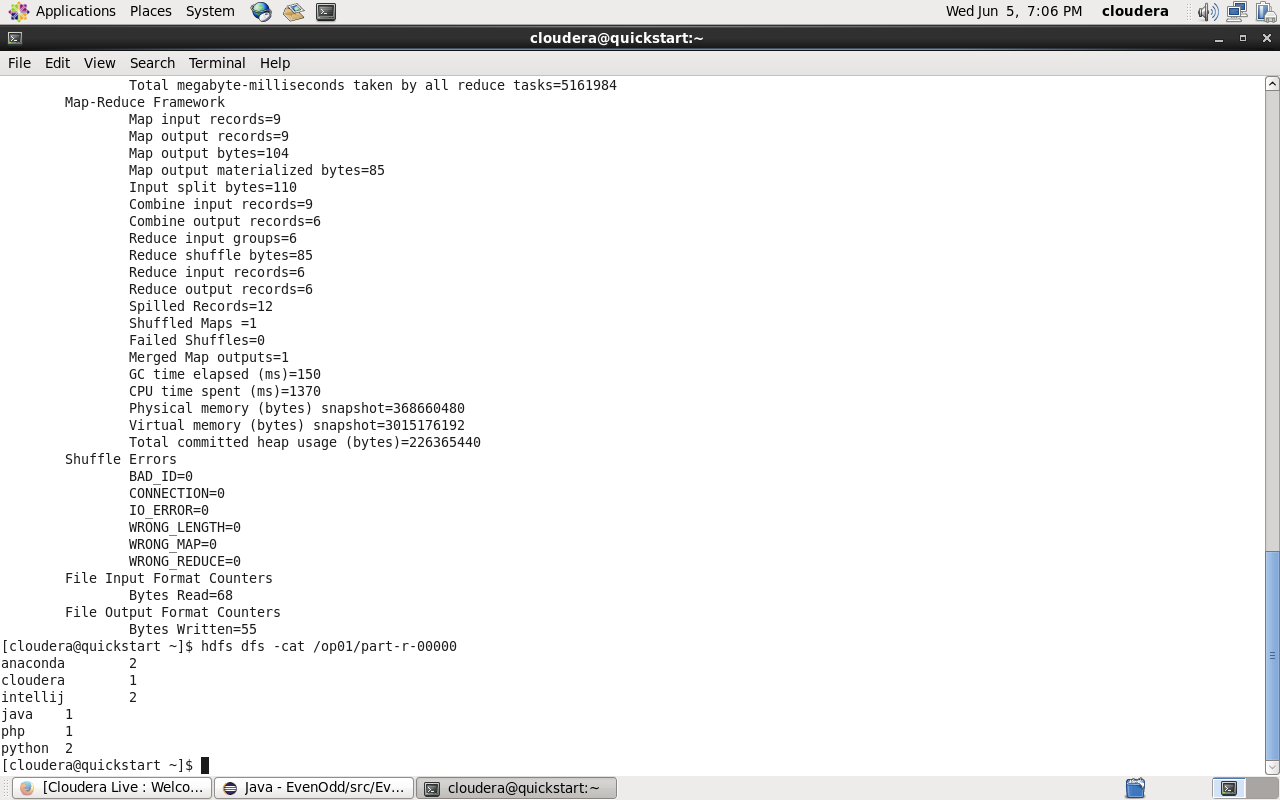 Applications Places System Wed Jun 5, 7:06 PM cloudera
cloudera@quickstart:~
File Edit View Search Terminal Help
Total megabyte-milliseconds taken by all reduce tasks=5161984
Map-Reduce Framework
Map input records=9
Map output records=9
Map output bytes=104
Map output materialized bytes=85
Input split bytes=110
Combine input records=9
Combine output records=6
Reduce input groups=6
Reduce shuffle bytes=85
Reduce input records=6
Reduce output records=6
Spilled Records=12
Shuffled Maps =1
Failed Shuffles=0
Merged Map outputs=1
GC time elapsed (ms)=150
CPU time spent (ms)=1370
Physical memory (bytes) snapshot=368660480
Virtual memory (bytes) snapshot=3015176192
Total committed heap usage (bytes)=226365440
Shuffle Errors
BAD_ID=0
CONNECTION=0
IO_ERROR=0
WRONG_LENGTH=0
WRONG_MAP=0
WRONG_REDUCE=0
File Input Format Counters
Bytes Read=68
File Output Format Counters
Bytes Written=55
[cloudera@quickstart ~]$ hdfs dfs -cat /op01/part-r-00000
anaconda 2
cloudera 1
intellij 2
java 1
php 1
python 2
[cloudera@quickstart ~]$
[Cloudera Live : Welco... Java - EvenOdd/src/Ev... cloudera@quickstart:~